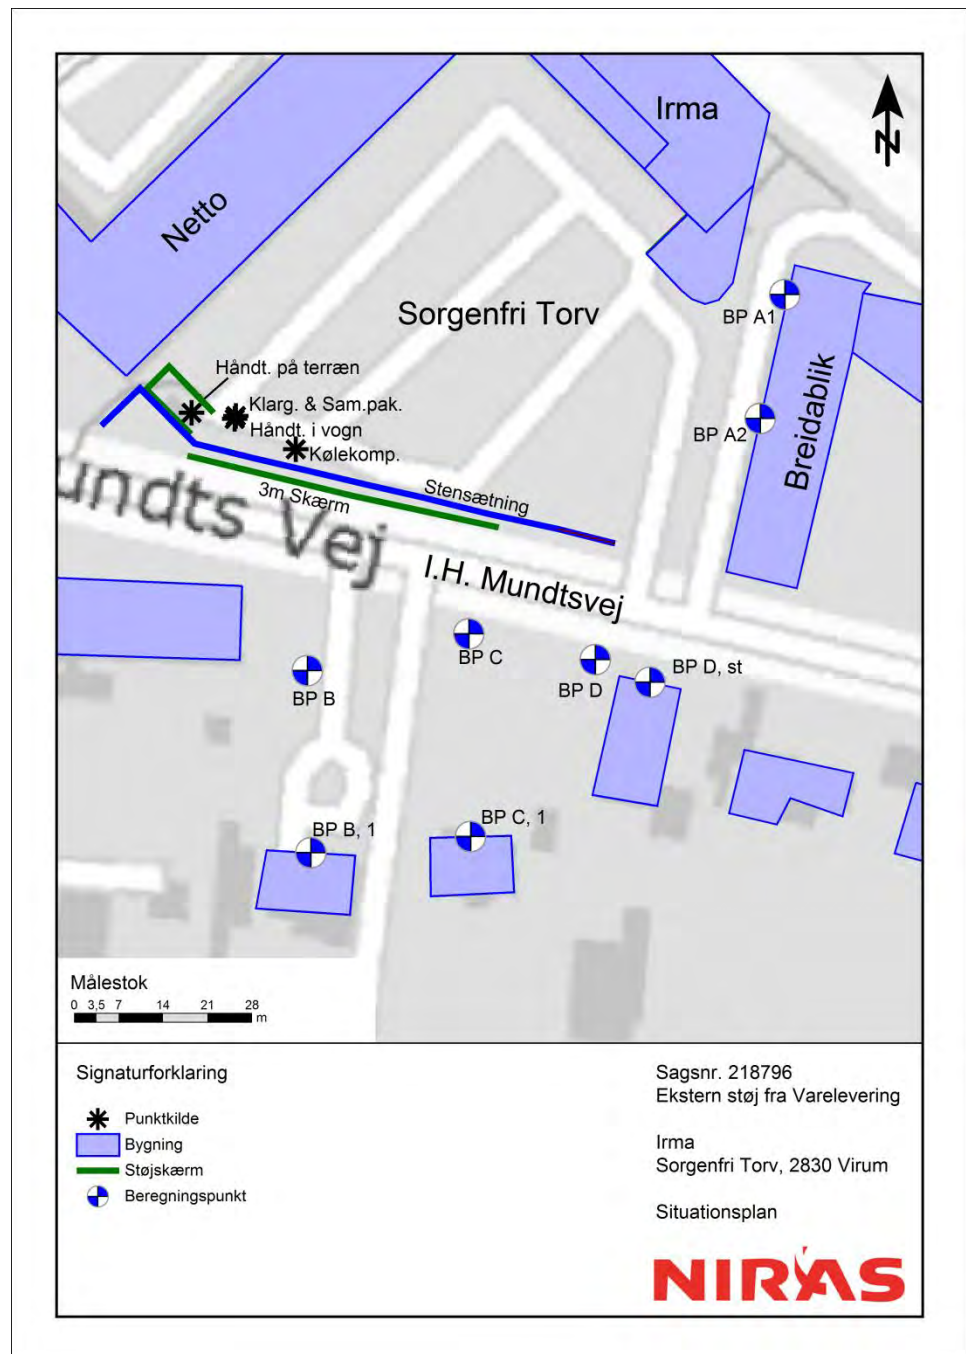 Irma
N
Netto
Sorgenfri Torv
BP A1
Håndt. på terræn
Breidablik
Klarg. & Sam.pak.
BP A2
Håndt. i vogn
Kølekomp.
3m Skærm
Stensætning
undts Vej
I.H. Mundtsvej
BP C
BP D, st
BP B
BP D
BP B, 1
BP C, 1
Målestok
0 3,5 7 14 21 28
m
Signaturforklaring
Punktkilde
Bygning
Støjskærm
Beregningspunkt
Sagsnr. 218796
Ekstern støj fra Varelevering
Irma
Sorgenfri Torv, 2830 Virum
Situationsplan
NIRAS